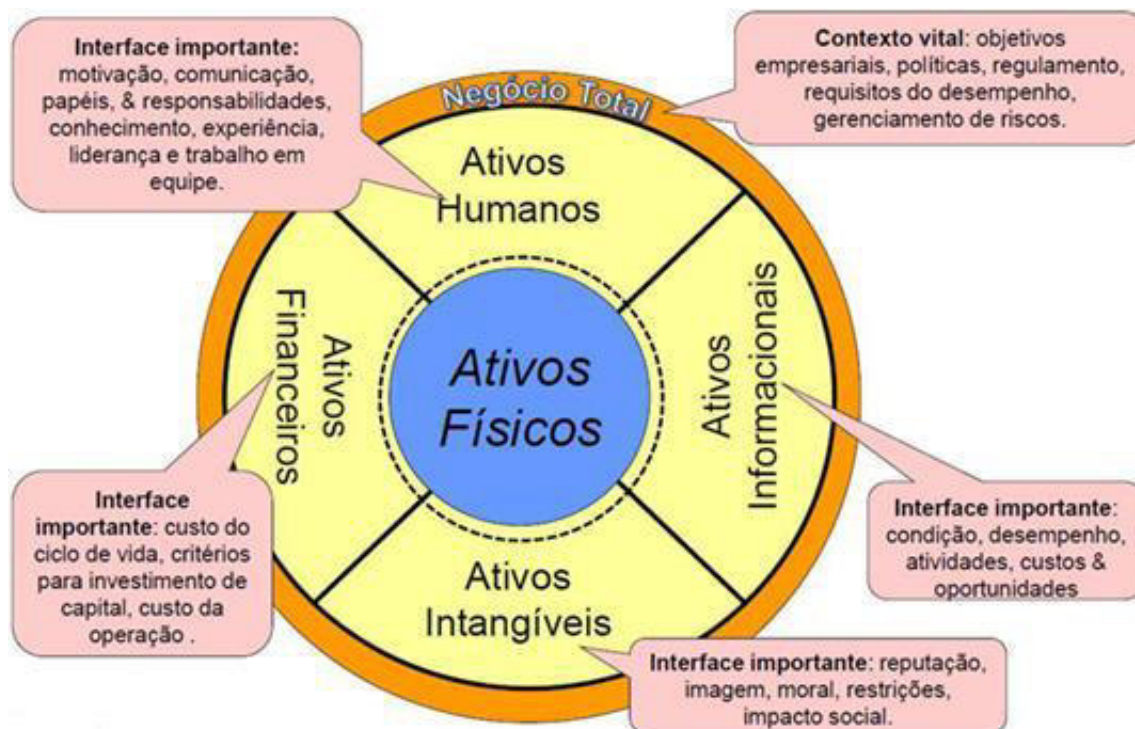 Interface importante:
motivação, comunicação,
papéis, & responsabilidades,
conhecimento, experiência,
liderança e trabalho em
equipe.
Contexto vital: objetivos
empresariais, políticas, regulamento,
requisitos do desempenho,
gerenciamento de riscos.
Negócio Total
Ativos
Humanos
Ativos
Financeiros
Ativos
Físicos
Ativos
Informacionais
Ativos
Intangíveis
Interface
importante: custo do
ciclo de vida, critérios
para investimento de
capital, custo da
operação .
Interface importante:
condição, desempenho,
atividades, custos &
oportunidades
Interface importante: reputação,
imagem, moral, restrições,
impacto social.